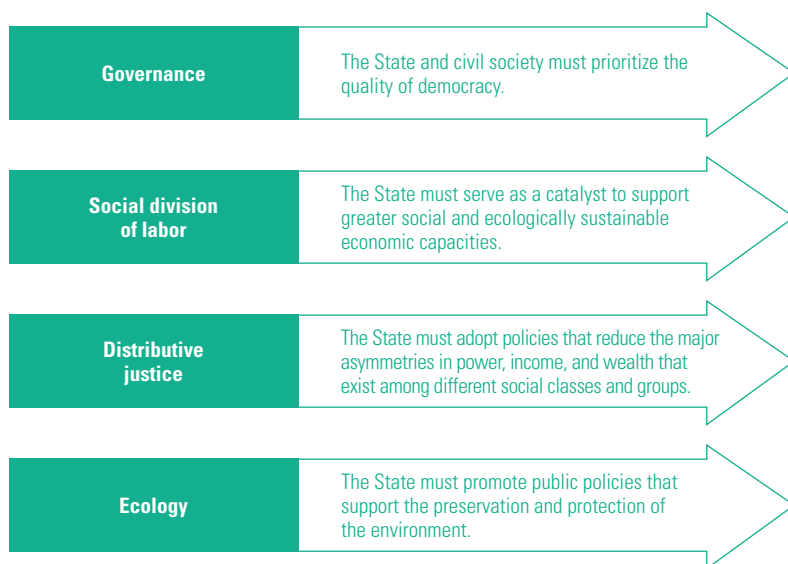 Governance
The State and civil society must prioritize the
quality of democracy.
Social division
of labor
The State must serve as a catalyst to support
greater social and ecologically sustainable
economic capacities.
Distributive
justice
The State must adopt policies that reduce the major
asymmetries in power, income, and wealth that
exist among different social classes and groups.
Ecology
The State must promote public policies that
support the preservation and protection of
the environment.